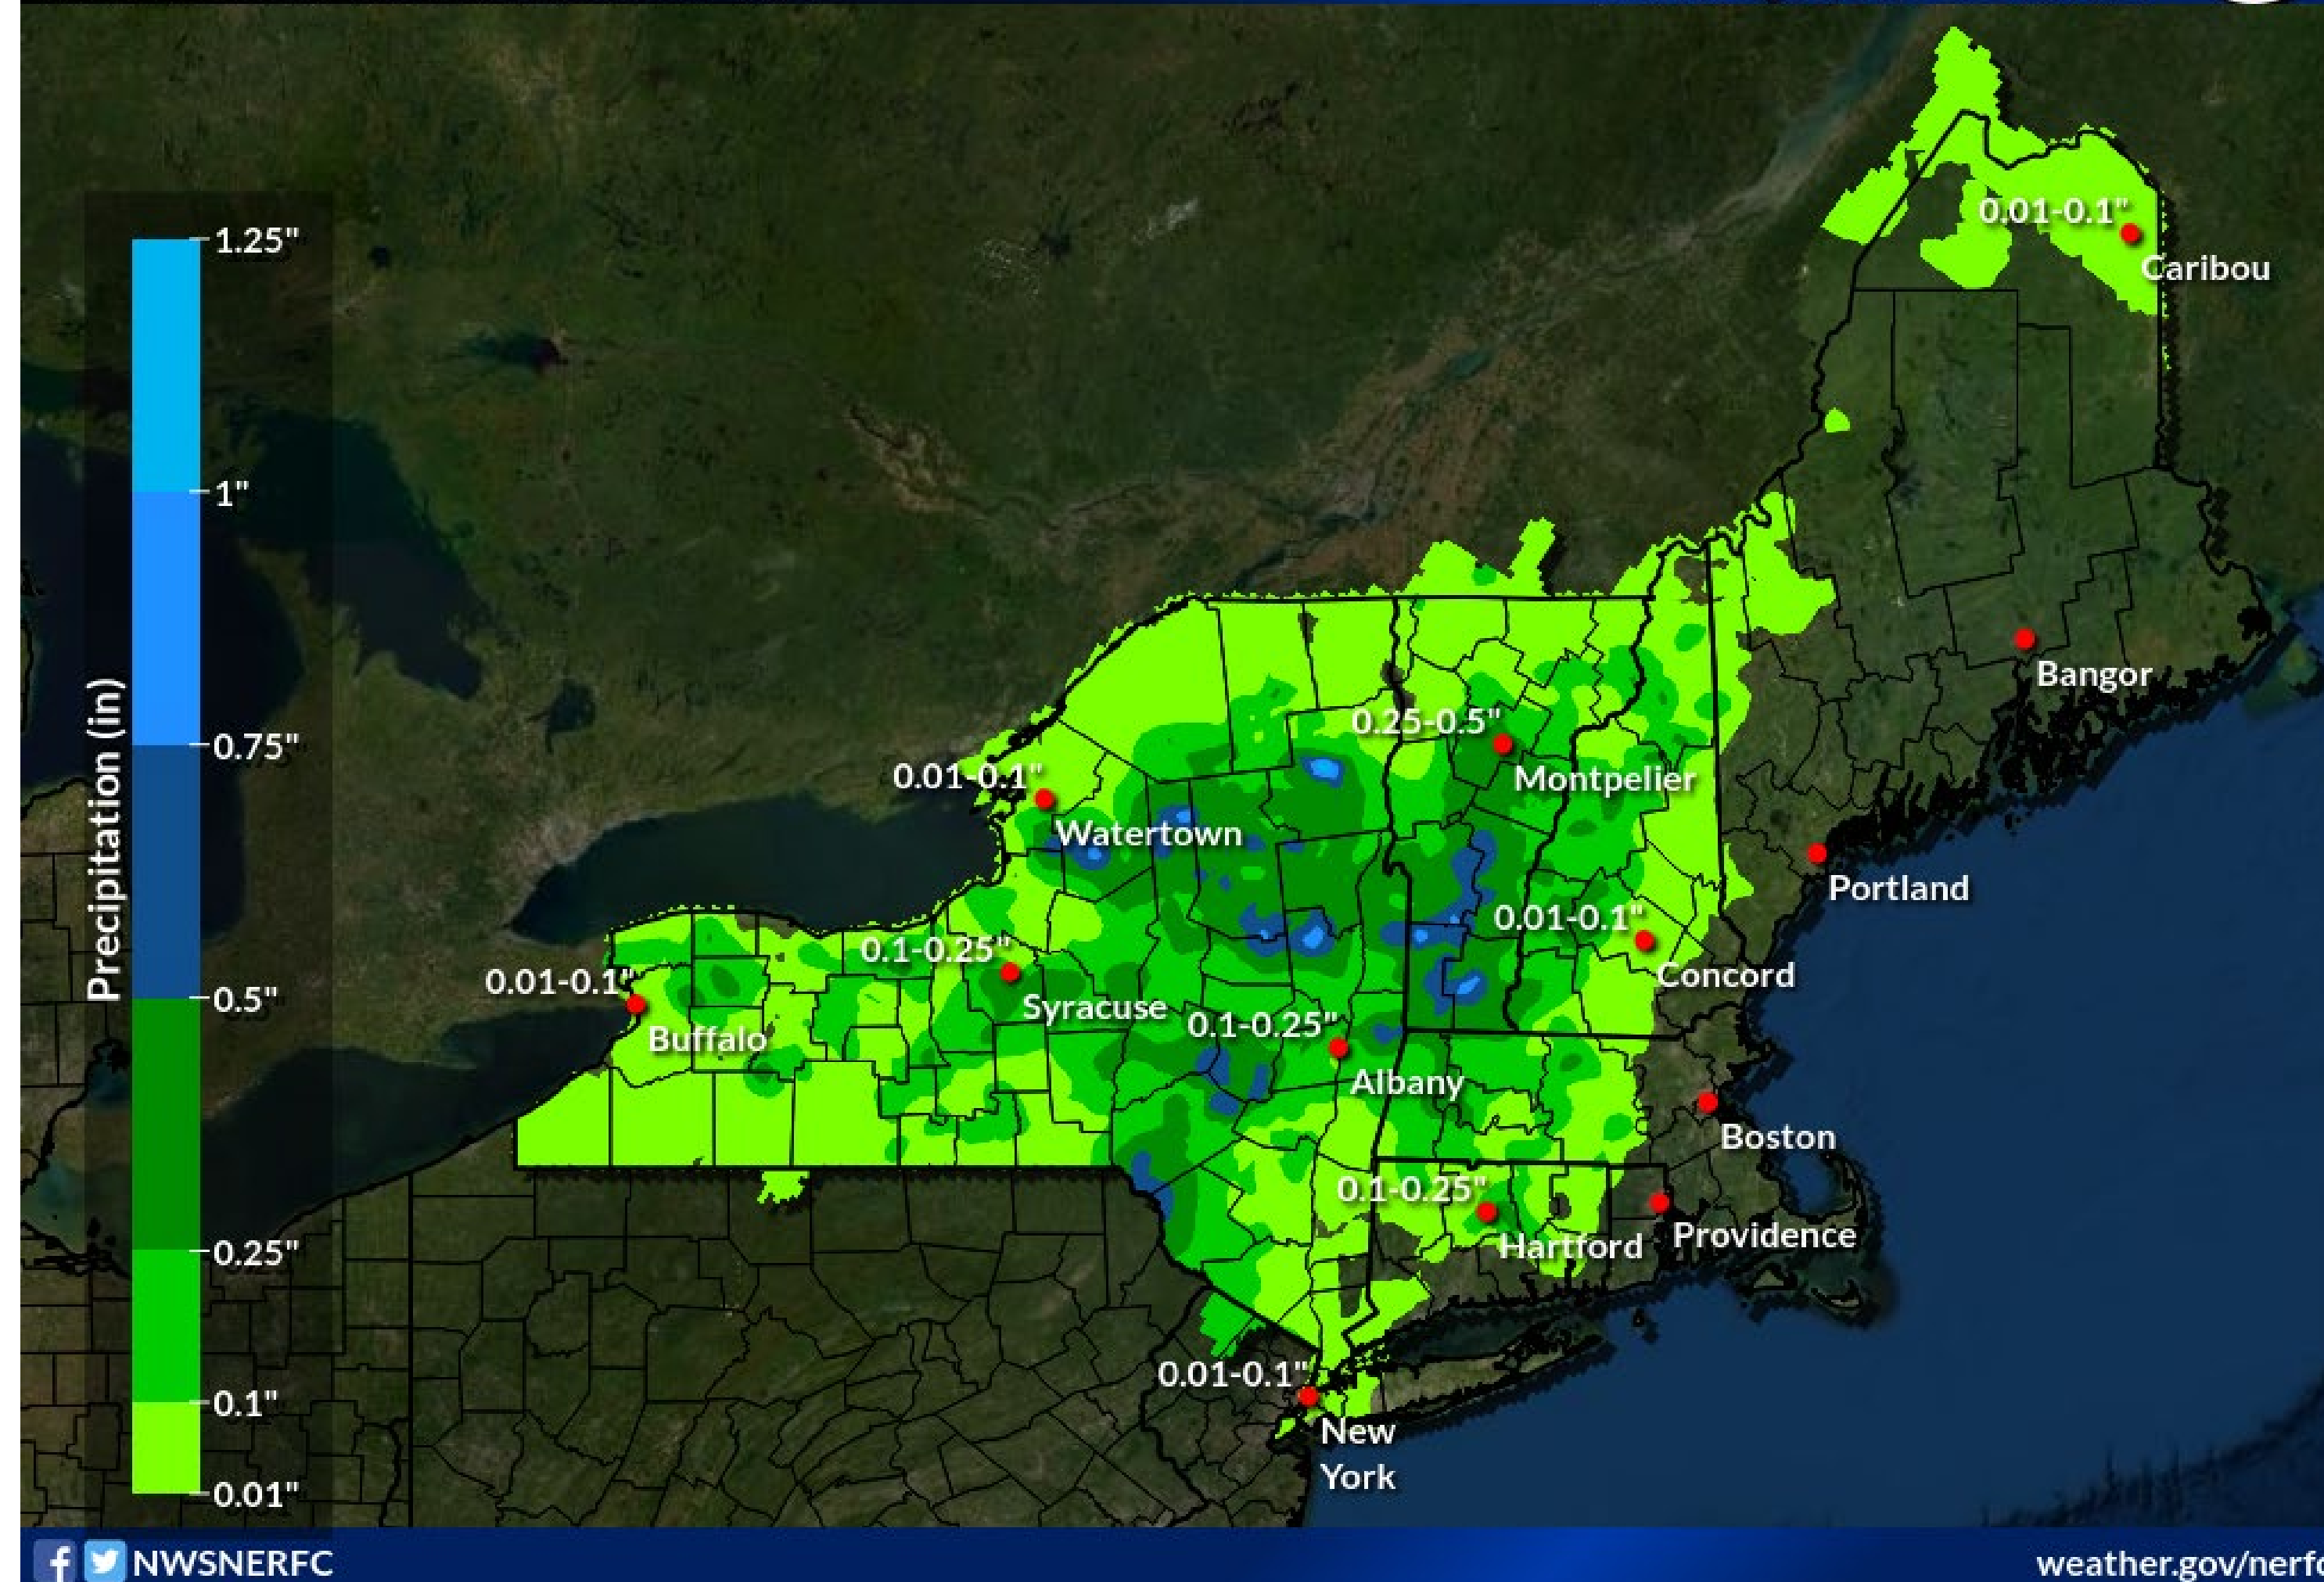 1.25"
1"
0.75"
0.5"
0.25"
0.1"
0.01"
Precipitation (in)
0.01-0.1"
Caribou
Bangor
0.25-0.5"
Montpelier
0.01-0.1"
Watertown
Portland
0.01-0.1"
Concord
0.1-0.25"
Syracuse
0.01-0.1"
Buffalo
0.1-0.25"
Albany
Boston
0.1-0.25"
Hartford
Providence
0.01-0.1"
New
York
NWSNERFC
weather.gov/nerfc